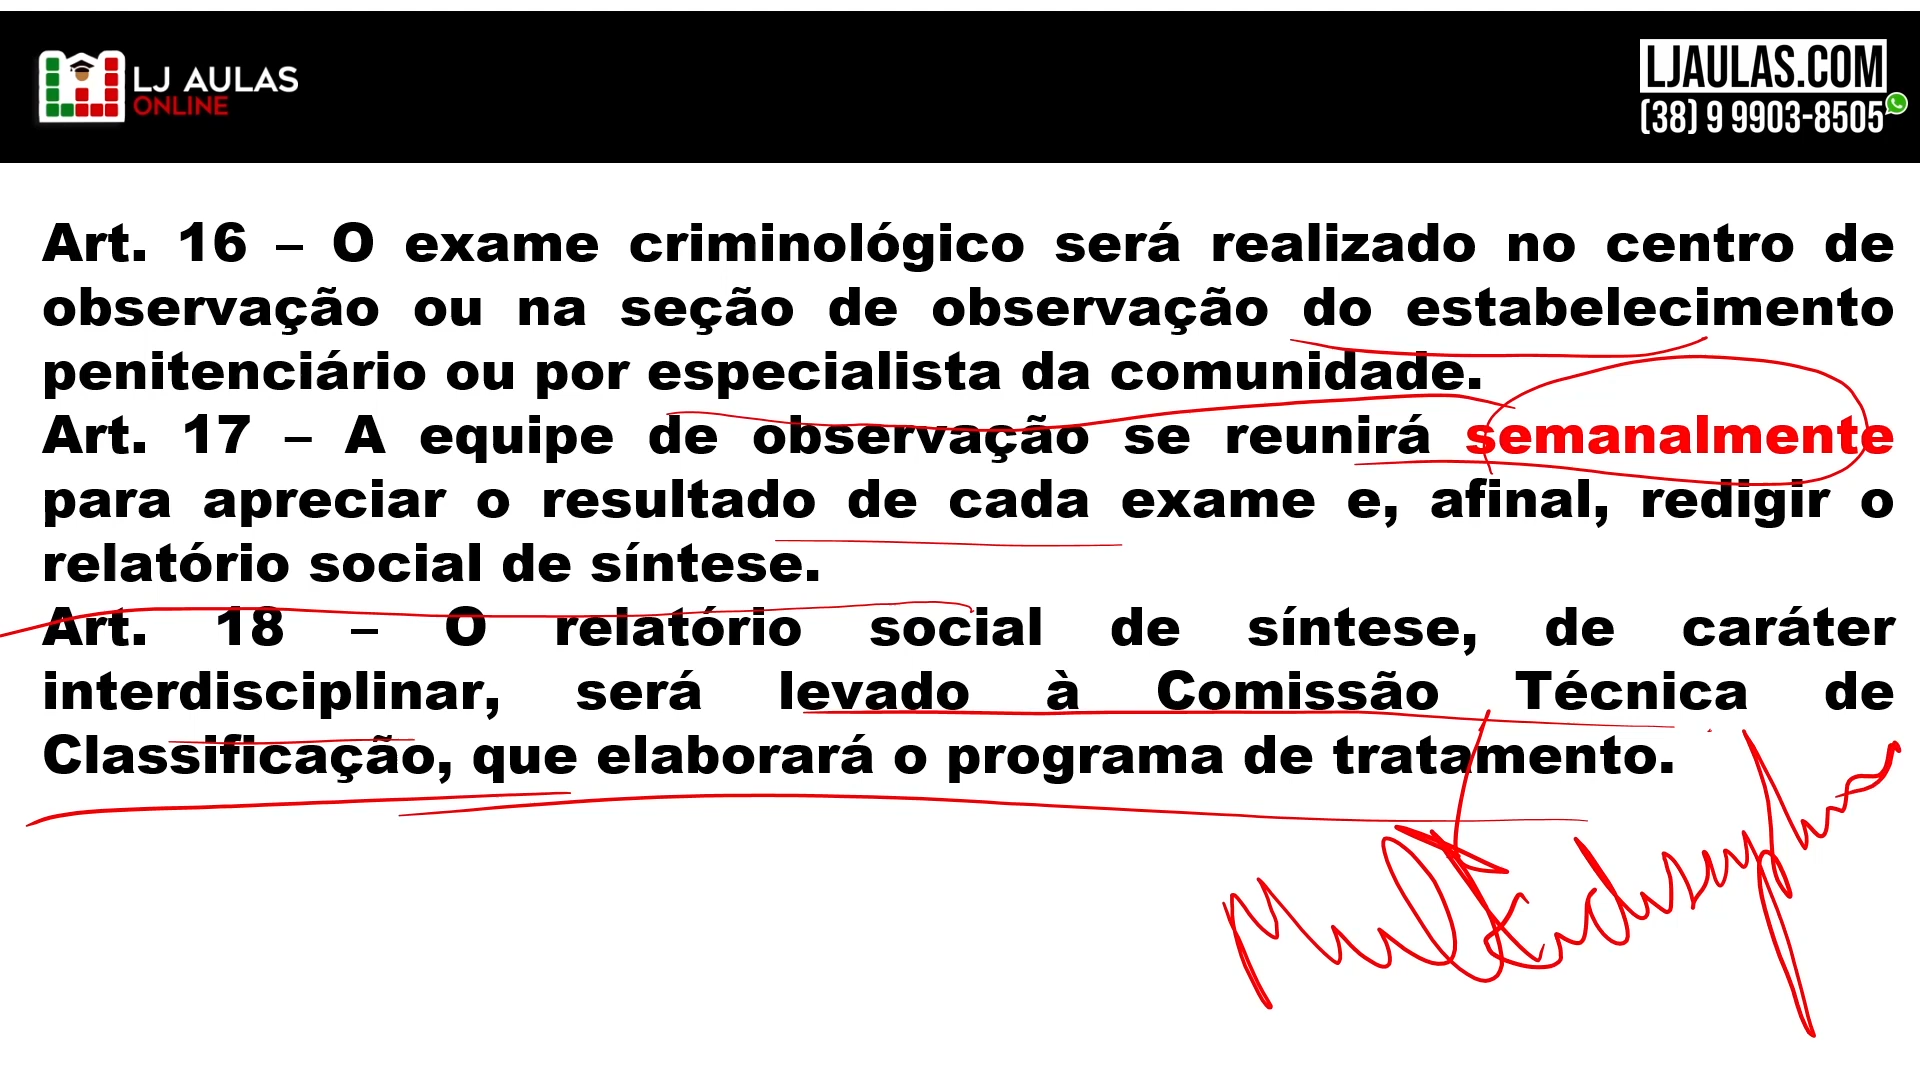 LJ AULAS
ONLINE
LJAULAS.COM
(38) 9 9903-8505
Art. 16 – O exame criminológico será realizado no centro de
observação ou na seção de observação do estabelecimento
penitenciário ou por especialista da comunidade.
Art. 17 – A equipe de observação se reunirá semanalmente
para apreciar o resultado de cada exame e, afinal, redigir o
relatório social de síntese.
Art. 18 – O relatório social de síntese, de caráter
interdisciplinar, será levado à Comissão Técnica de
Classificação, que elaborará o programa de tratamento.